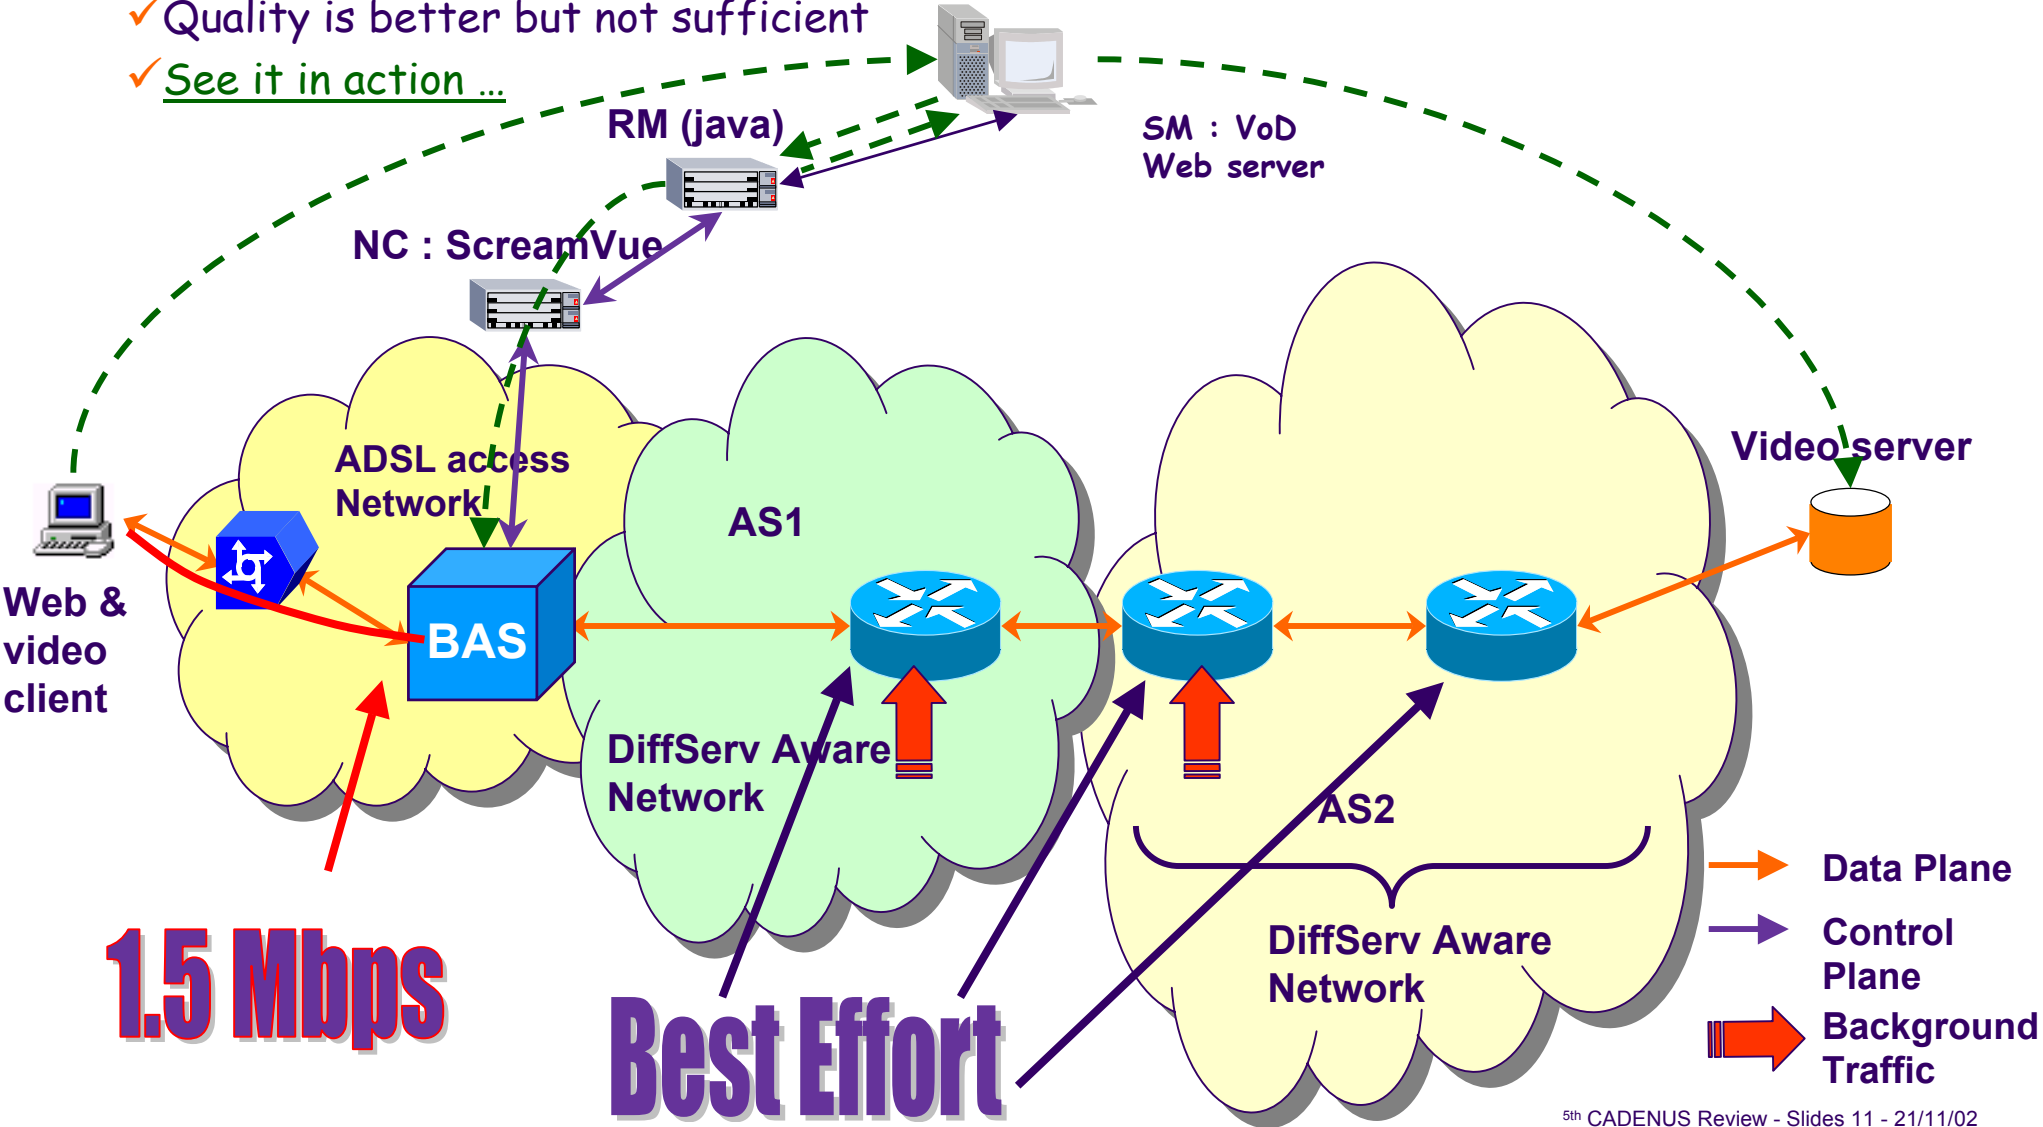 ✓Quality is better but not sufficient
✓See it in action ...
RM (java)
SM : VoD
Web server
NC : ScreamVue
ADSL access
Network
AS1
Video server
Web &
video
client
BAS
DiffServ Aware
Network
AS2
DiffServ Aware
Network
1.5 Mbps
Best Effort
Data Plane
Control
Plane
Background
Traffic
5th CADENUS Review - Slides 11 - 21/11/02